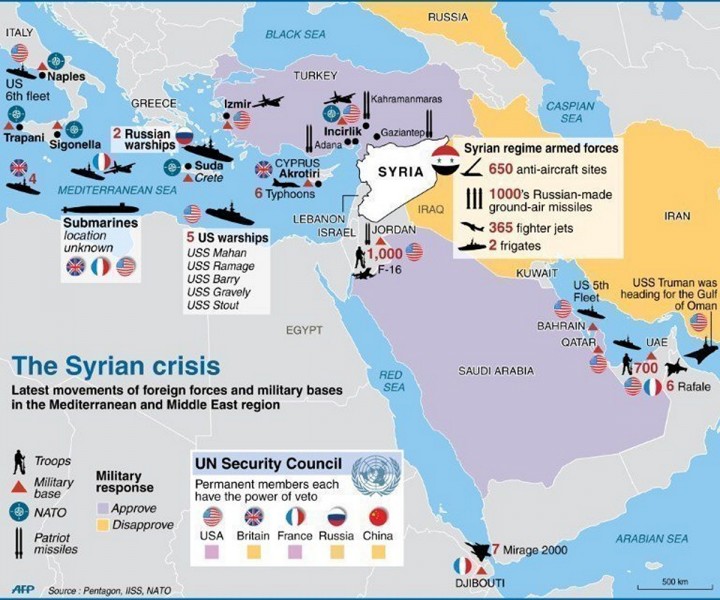 RUSSIA
ITALY
BLACK SEA
US
6th fleet
Naples
TURKEY
GREECE
CASPIAN
SEA
Izmir
Kahramanmaras
Trapani
Sigonella
2 Russian
warships
Incirlik
Gaziantep
Adana
Syrian regime armed forces
650 anti-aircraft sites
1000's Russian-made
ground-air missiles
365 fighter jets
2 frigates
4
MEDITERRANEAN SEA
Suda
Crete
CYPRUS
Akrotiri
6 Typhoons
SYRIA
IRAQ
IRAN
Submarines
location
unknown
5 US warships
USS Mahan
USS Ramage
USS Barry
USS Gravely
USS Stout
LEBANON
ISRAEL
JORDAN
1,000
F-16
KUWAIT
US 5th
Fleet
USS Truman was
heading for the Gulf
of Oman
BAHRAIN
QATAR
UAE
700
6 Rafale
EGYPT
RED
SEA
SAUDI ARABIA
The Syrian crisis
Latest movements of foreign forces and military bases
in the Mediterranean and Middle East region
Troops
Military
base
NATO
Patriot
missiles
Military
response
Approve
Disapprove
UN Security Council
Permanent members each
have the power of veto
USA Britain France Russia China
7 Mirage 2000
DJIBOUTI
ARABIAN SEA
500 km
AFP Source : Pentagon, IISS, NATO